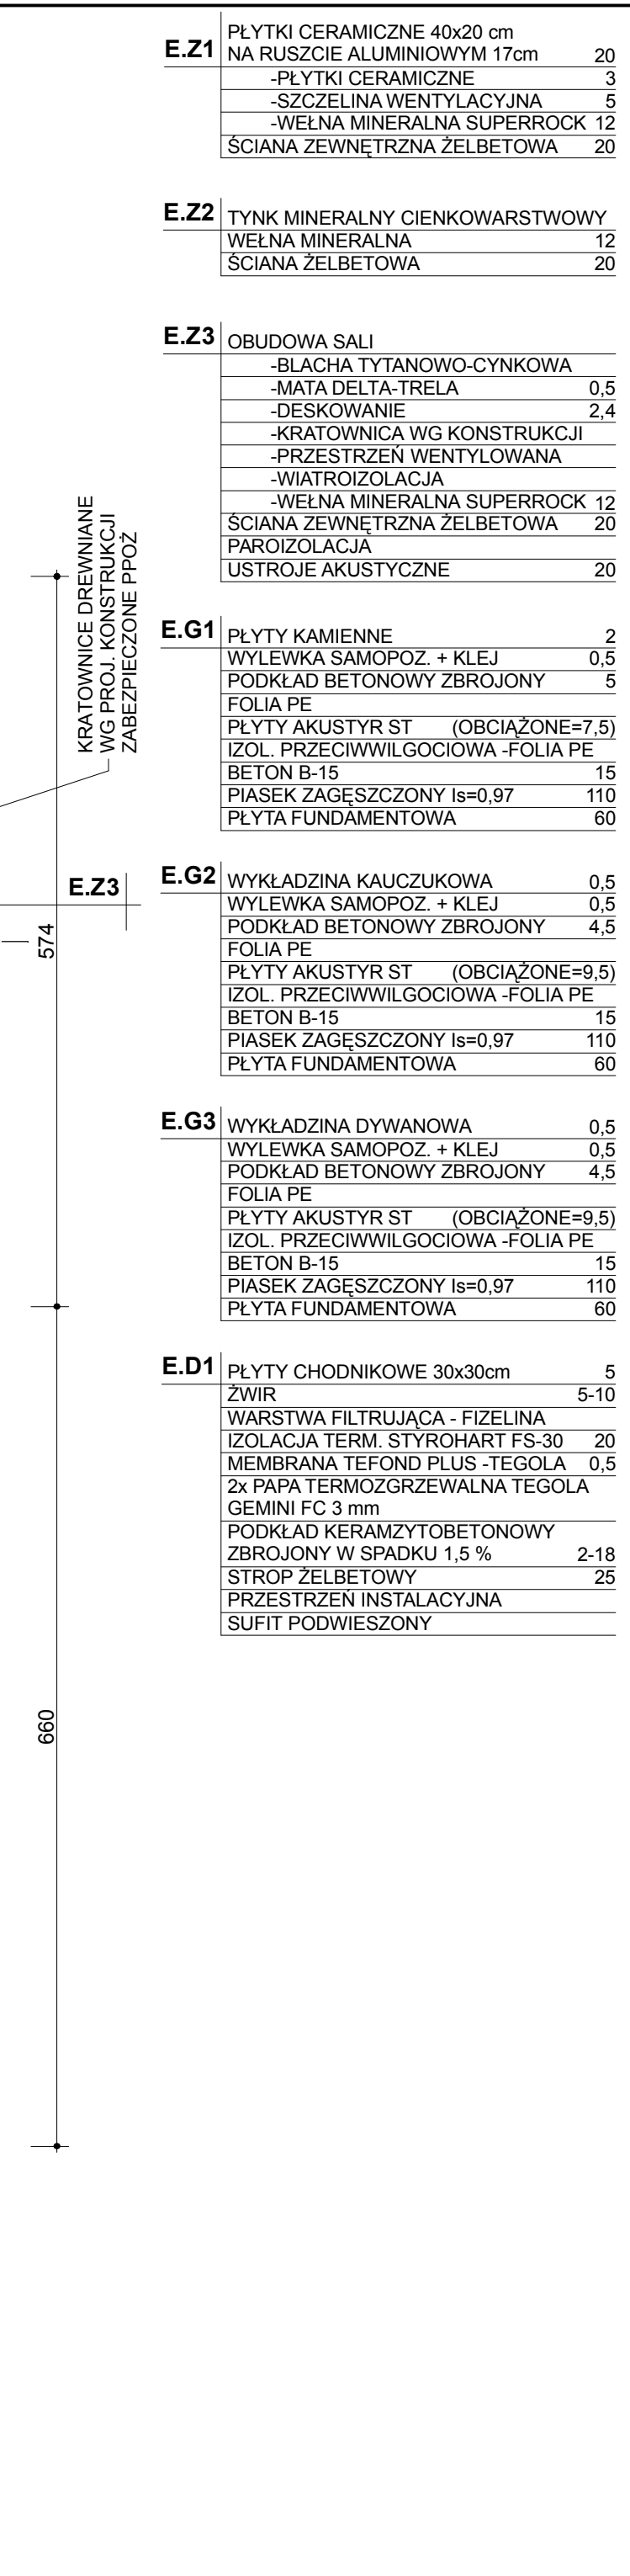 E.Z1 PŁYTKI CERAMICZNE 40x20 cm
NA RUSZCIE ALUMINIOWYM 17cm 20
-PŁYTKI CERAMICZNE 3
-SZCZELINA WENTYLACYJNA 5
-WEŁNA MINERALNA SUPERROCK 12
ŚCIANA ZEWNĘTRZNA ŻELBETOWA 20
E.Z2 TYNK MINERALNY CIENKOWARSTWOWY
WEŁNA MINERALNA 12
ŚCIANA ŻELBETOWA 20
E.Z3 OBUDOWA SALI
-BLACHA TYTANOWO-CYNKOWA
-MATA DELTA-TRELA 0,5
-DESKOWANIE 2,4
-KRATOWNICA WG KONSTRUKCJI
-PRZESTRZEŃ WENTYLOWANA
-WIATROIZOLACJA
-WEŁNA MINERALNA SUPERROCK 12
ŚCIANA ZEWNĘTRZNA ŻELBETOWA 20
PAROIZOLACJA
USTROJE AKUSTYCZNE 20
KRATOWNICE DREWNIANE
WG PROJ. KONSTRUKCJI
ZABEZPIECZONE PPOŻ
E.G1 PŁYTY KAMIENNE 2
WYLEWKA SAMOPOZ. + KLEJ 0,5
PODKŁAD BETONOWY ZBROJONY 5
FOLIA PE
PŁYTY AKUSTYR ST (OBCIĄŻONE=7,5)
IZOL. PRZECIWWILGOCIOWA -FOLIA PE
BETON B-15 15
PIASEK ZAGĘSZCZONY Is=0,97 110
PŁYTA FUNDAMENTOWA 60
E.Z3
574
E.G2 WYKŁADZINA KAUCZUKOWA 0,5
WYLEWKA SAMOPOZ. + KLEJ 0,5
PODKŁAD BETONOWY ZBROJONY 4,5
FOLIA PE
PŁYTY AKUSTYR ST (OBCIĄŻONE=9,5)
IZOL. PRZECIWWILGOCIOWA -FOLIA PE
BETON B-15 15
PIASEK ZAGĘSZCZONY Is=0,97 110
PŁYTA FUNDAMENTOWA 60
E.G3 WYKŁADZINA DYWANOWA 0,5
WYLEWKA SAMOPOZ. + KLEJ 0,5
PODKŁAD BETONOWY ZBROJONY 4,5
FOLIA PE
PŁYTY AKUSTYR ST (OBCIĄŻONE=9,5)
IZOL. PRZECIWWILGOCIOWA -FOLIA PE
BETON B-15 15
PIASEK ZAGĘSZCZONY Is=0,97 110
PŁYTA FUNDAMENTOWA 60
E.D1 PŁYTY CHODNIKOWE 30x30cm 5
ŻWIR 5-10
WARSTWA FILTRUJĄCA - FIZELINA
IZOLACJA TERM. STYROHART FS-30 20
MEMBRANA TEFOND PLUS -TEGOLA 0,5
2x PAPA TERMOZGRZEWALNA TEGOLA
GEMINI FC 3 mm
PODKŁAD KERAMZYTOBETONOWY
ZBROJONY W SPADKU 1,5 % 2-18
STROP ŻELBETOWY 25
PRZESTRZEŃ INSTALACYJNA
SUFIT PODWIESZONY
660